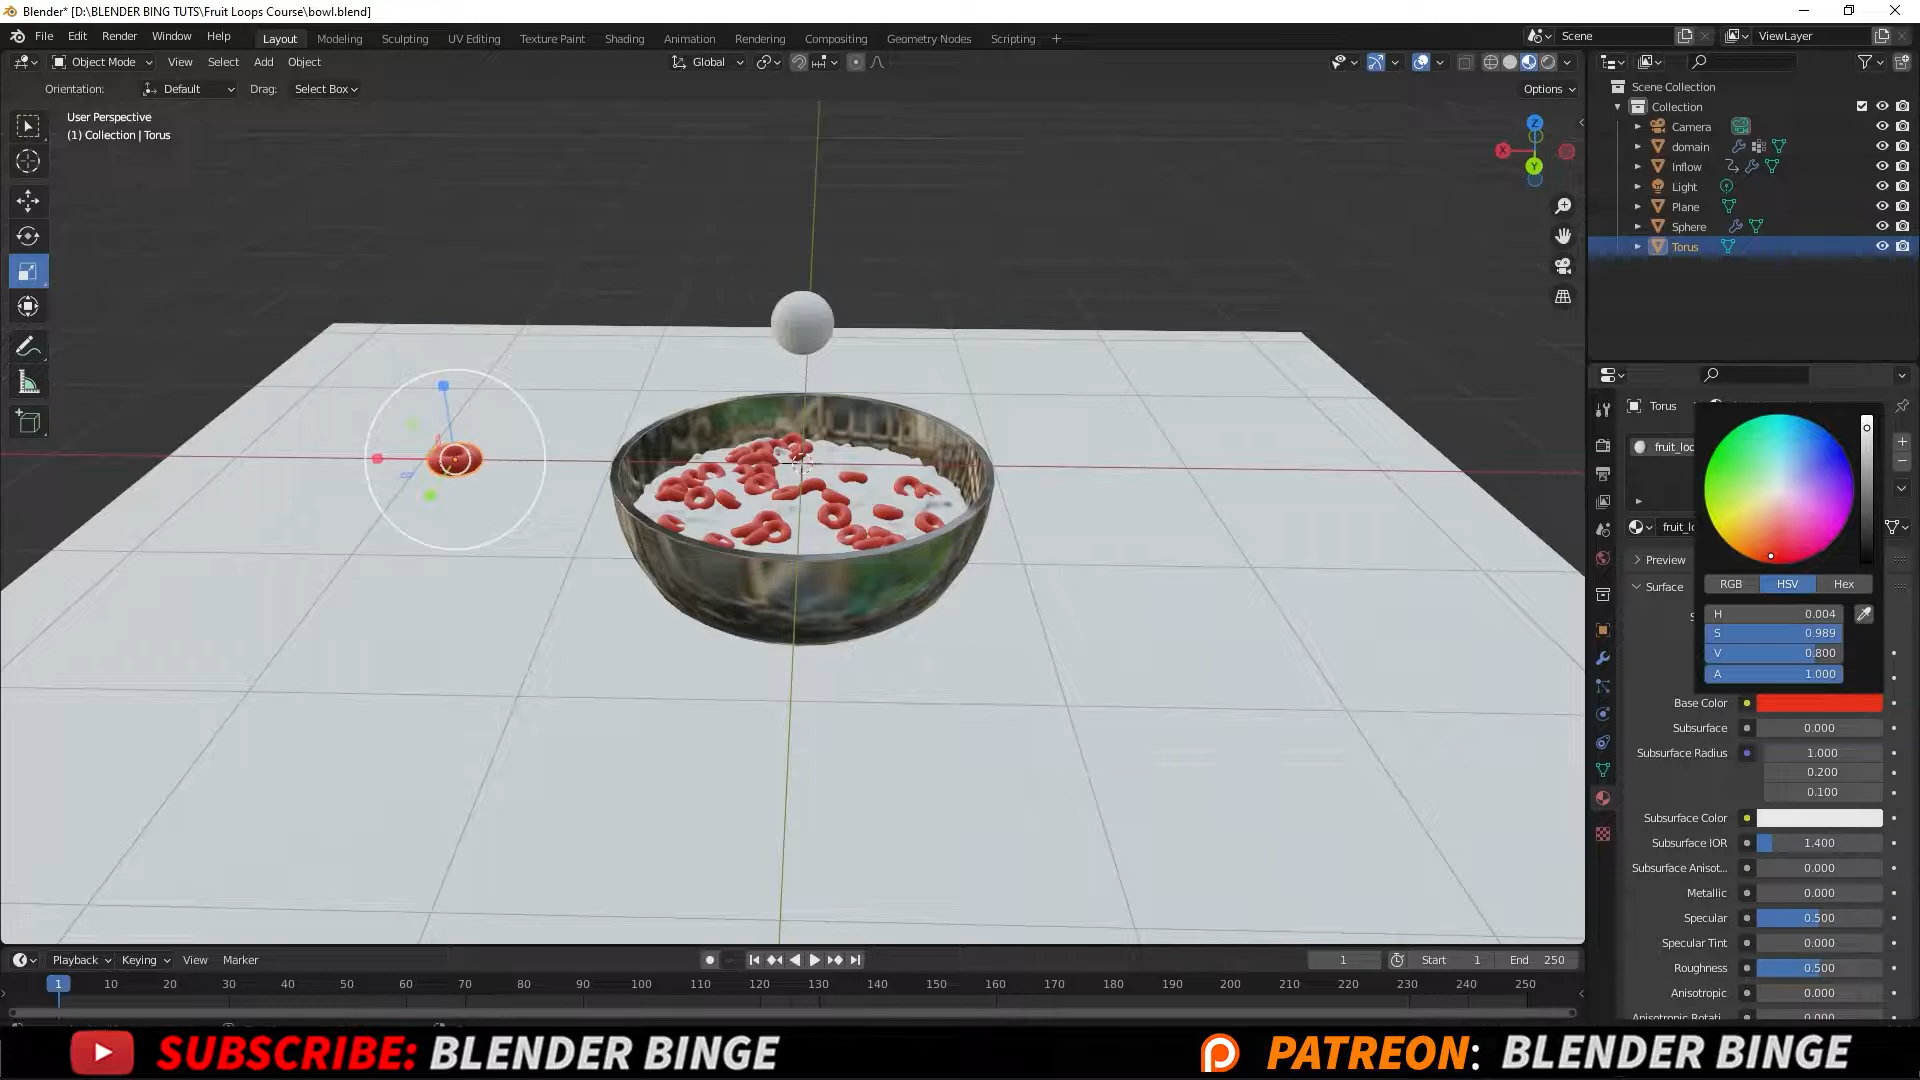 Blender* [D:\BLENDER BING TUTS\Fruit Loops Course\bowl.blend]
File Edit Render Window Help
Layout Modeling Sculpting UV Editing Texture Paint Shading Animation Rendering Compositing Geometry Nodes Scripting +
Scene
ViewLayer
Object Mode View Select Add Object
Global
Orientation: Default Drag: Select Box
Options
User Perspective
(1) Collection | Torus
Z
X
Y
Scene Collection
Collection
Camera
domain
Inflow
Light
Plane
Sphere
Torus
Torus
fruit_loo
fruit_lo
Preview
Surface
RGB HSV Hex
H 0.004
S 0.989
V 0.800
A 1.000
Base Color
Subsurface 0.000
Subsurface Radius 1.000
0.200
0.100
Subsurface Color
Subsurface IOR 1.400
Subsurface Anisot... 0.000
Metallic 0.000
Specular 0.500
Specular Tint 0.000
Roughness 0.500
Anisotropic 0.000
Anisotropic Rotati... 0.000
Playback Keying View Marker
1
Start 1 End 250
1 10 20 30 40 50 60 70 80 90 100 110 120 130 140 150 160 170 180 190 200 210 220 230 240 250
SUBSCRIBE: BLENDER BINGE
PATREON: BLENDER BINGE